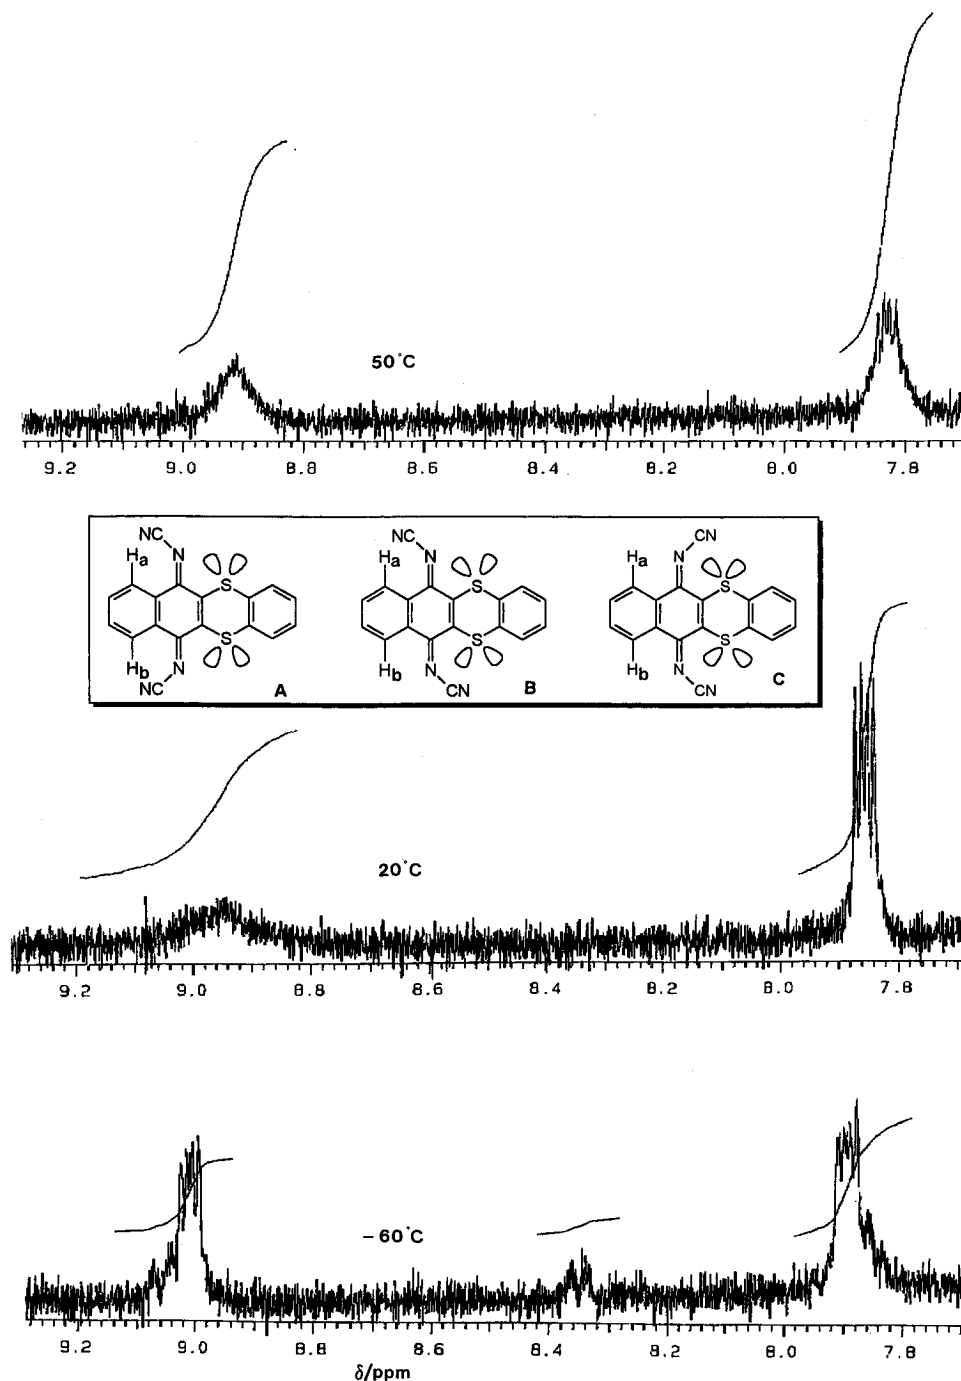 50°C
9.2 9.0 8.8 8.6 8.4 8.2 8.0 7.8
NC N S S N NC Ha Hb A
NC N S S N CN Ha Hb B
CN N S S N CN Ha Hb C
20°C
9.2 9.0 8.8 8.6 8.4 8.2 8.0 7.8
−60°C
9.2 9.0 8.8 8.6 8.4 8.2 8.0 7.8
δ/ppm